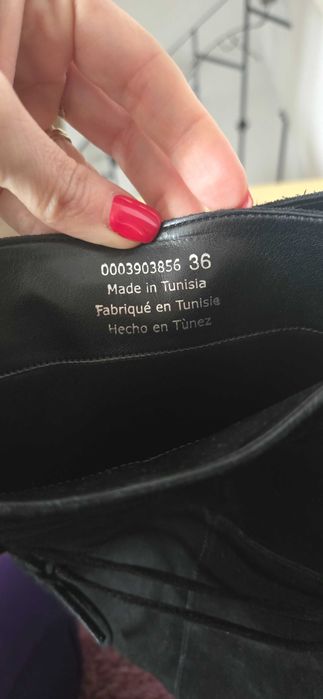 0003903856 36
Made in Tunisia
Fabriqué en Tunisie
Hecho en Tùnez